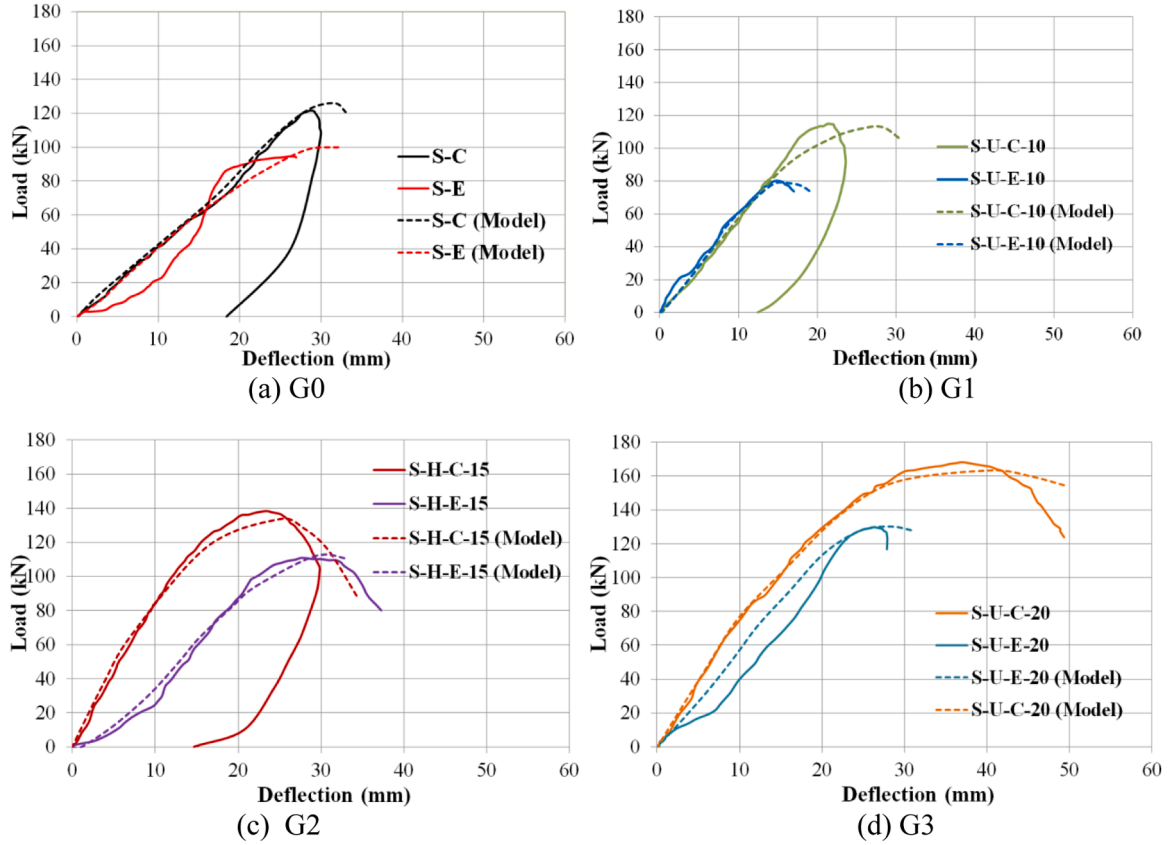 180
160
140
120
100
80
60
40
20
0
Load (kN)
S-C
S-E
S-C (Model)
S-E (Model)
0 10 20 30 40 50 60
Deflection (mm)
(a) G0
180
160
140
120
100
80
60
40
20
0
Load (kN)
S-U-C-10
S-U-E-10
S-U-C-10 (Model)
S-U-E-10 (Model)
0 10 20 30 40 50 60
Deflection (mm)
(b) G1
180
160
140
120
100
80
60
40
20
0
Load (kN)
S-H-C-15
S-H-E-15
S-H-C-15 (Model)
S-H-E-15 (Model)
0 10 20 30 40 50 60
Deflection (mm)
(c) G2
180
160
140
120
100
80
60
40
20
0
Load (kN)
S-U-C-20
S-U-E-20
S-U-E-20 (Model)
S-U-C-20 (Model)
0 10 20 30 40 50 60
Deflection (mm)
(d) G3